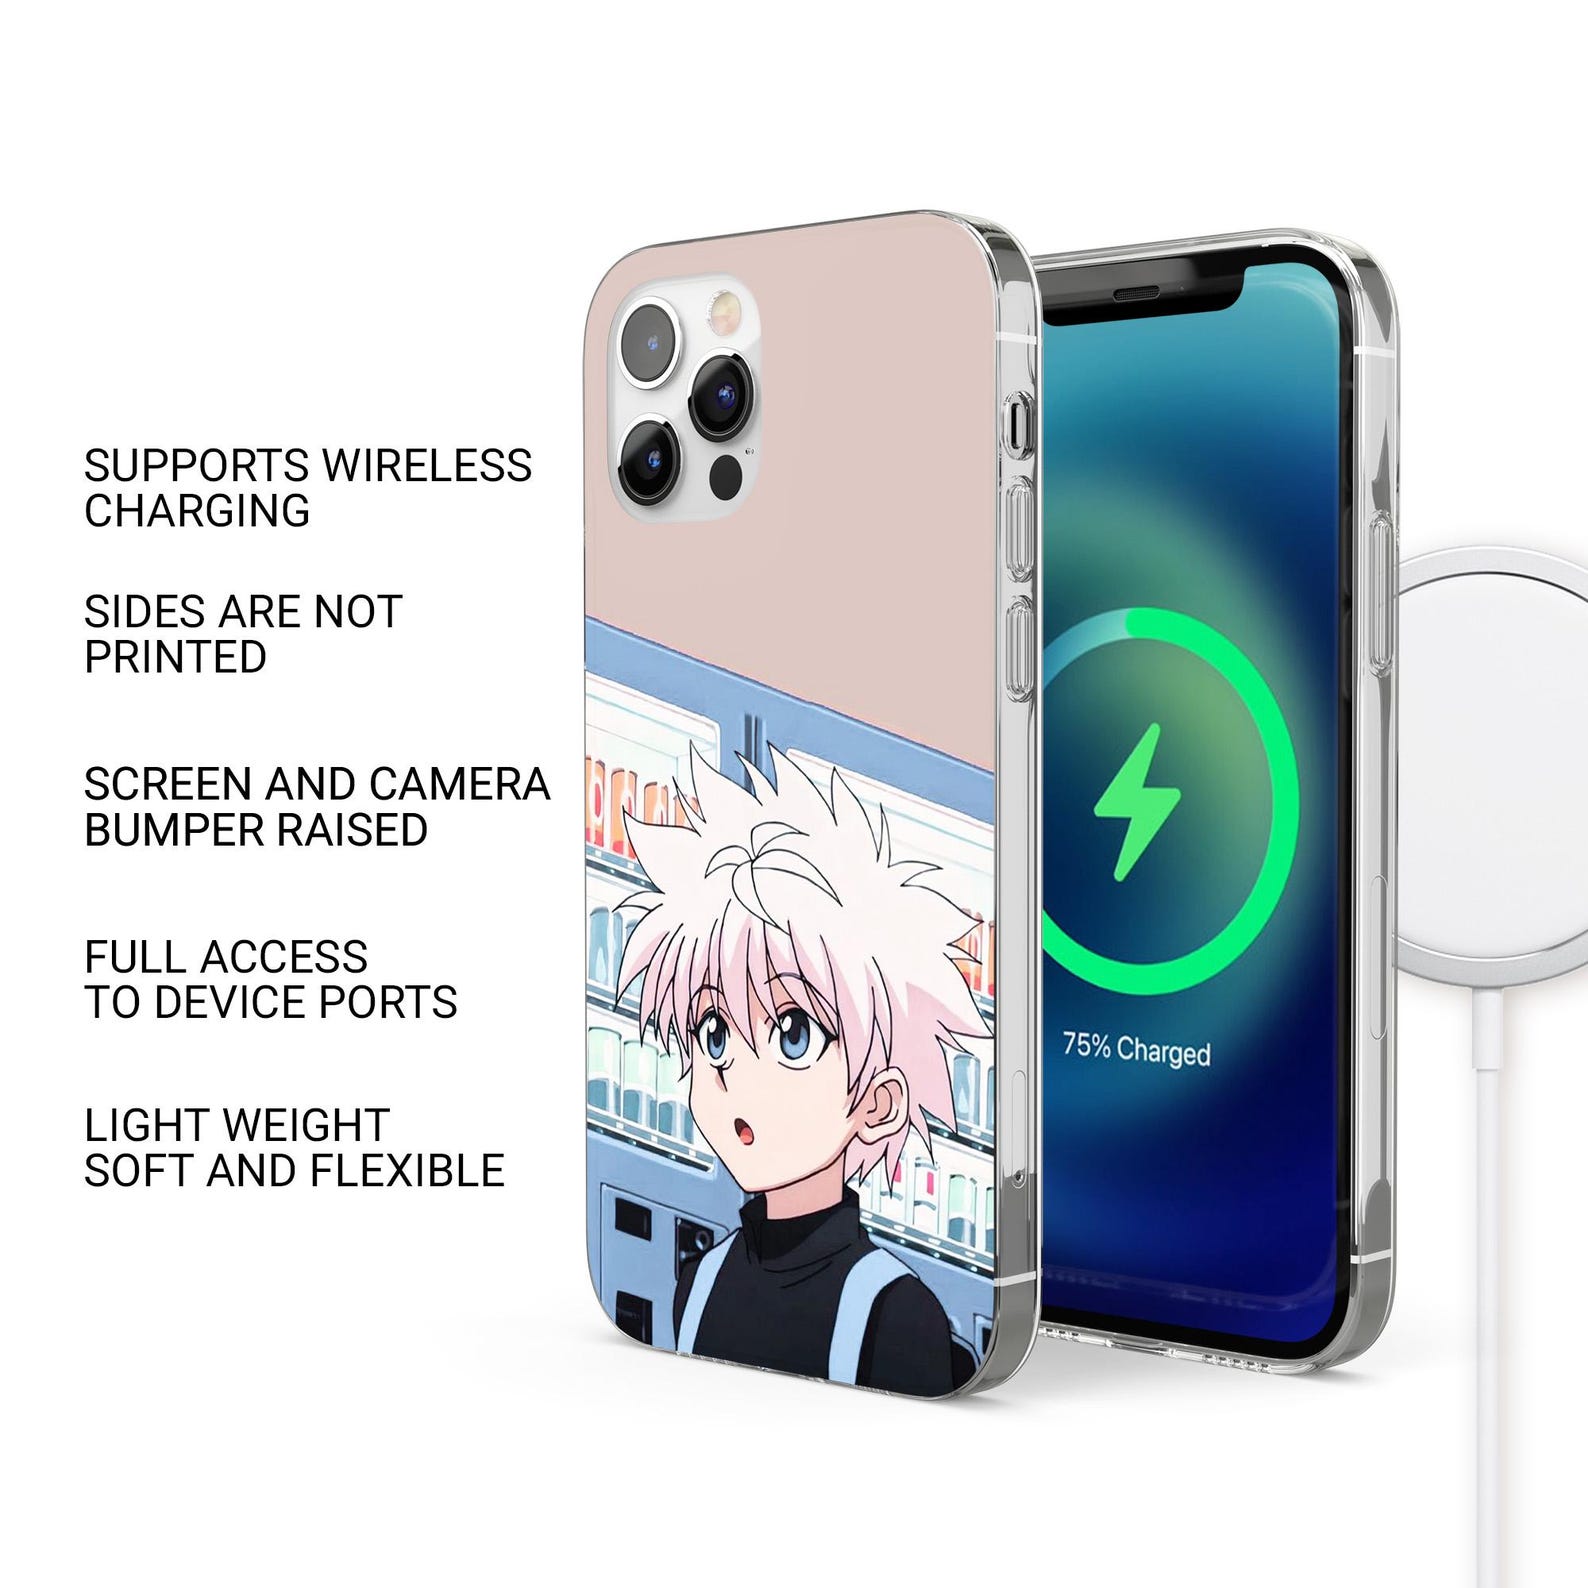 SUPPORTS WIRELESS
CHARGING
SIDES ARE NOT
PRINTED
SCREEN AND CAMERA
BUMPER RAISED
FULL ACCESS
TO DEVICE PORTS
LIGHT WEIGHT
SOFT AND FLEXIBLE
75% Charged